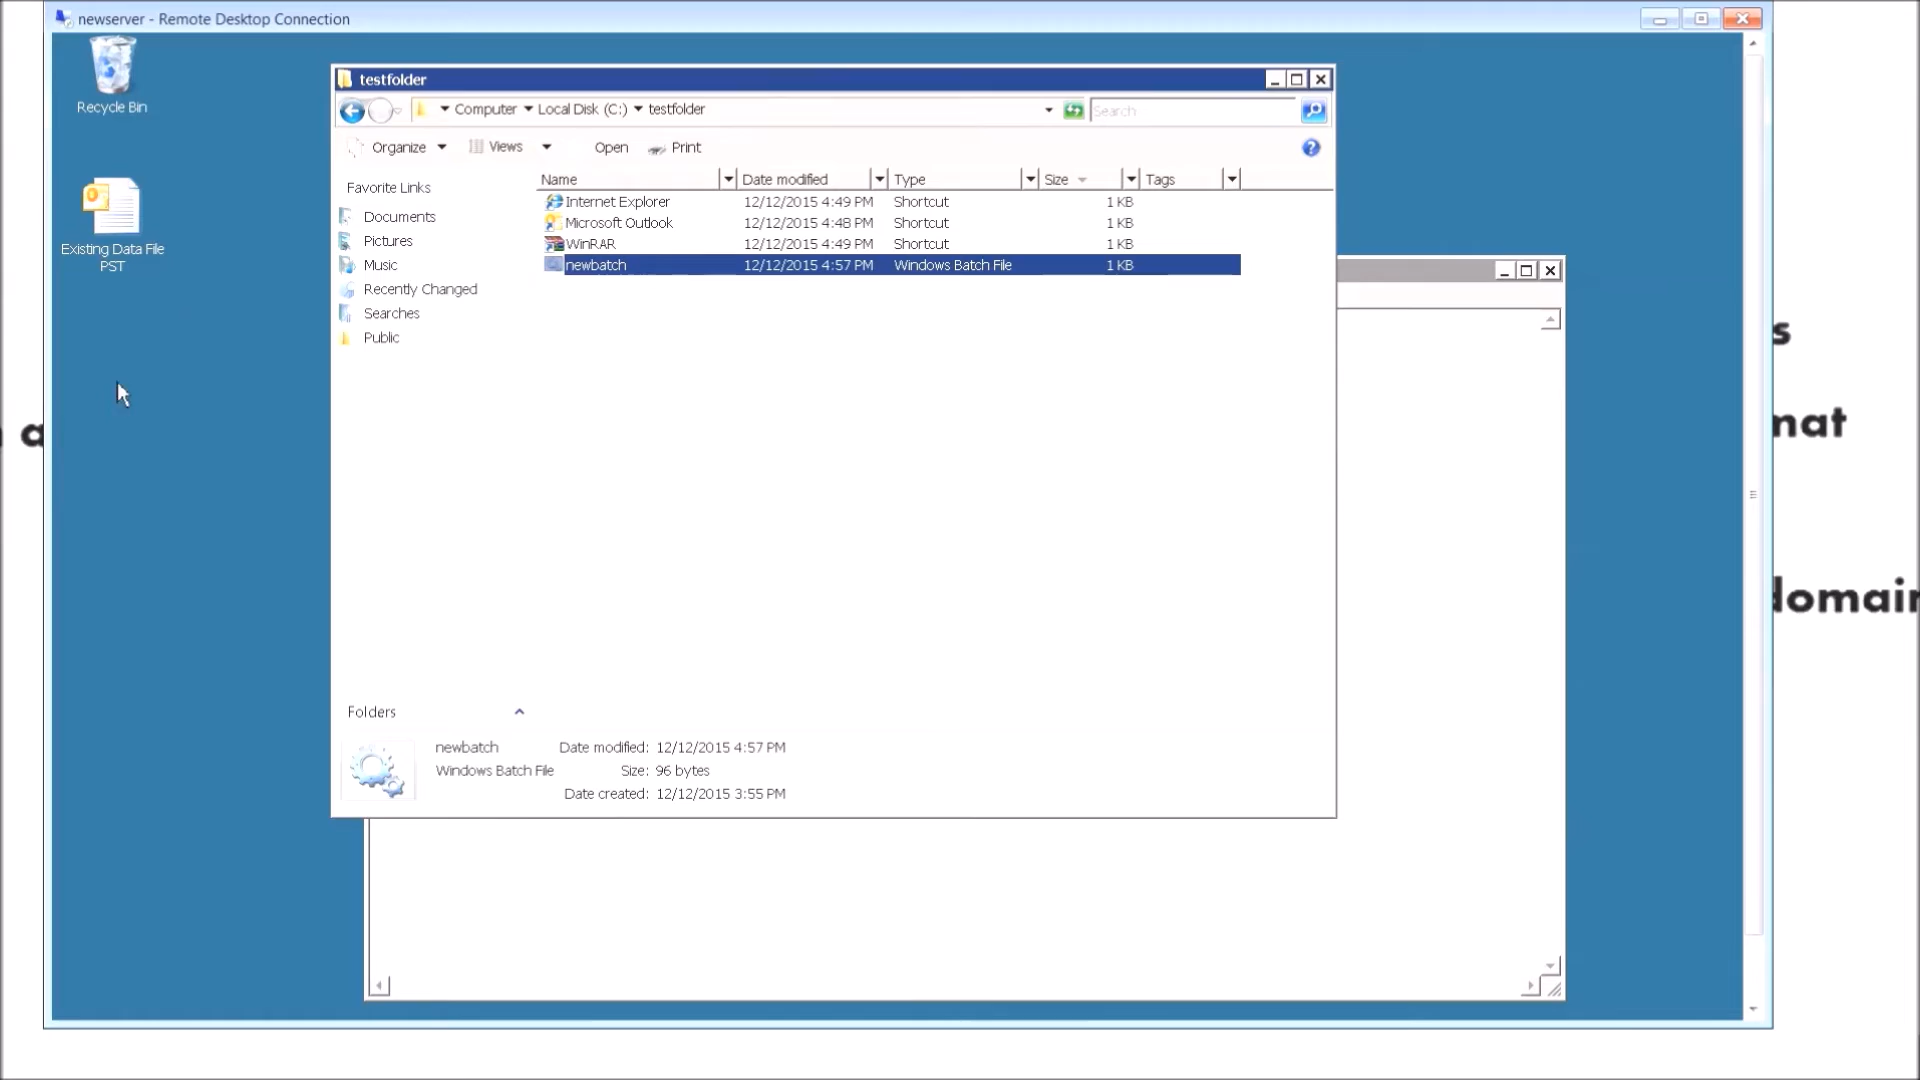 newserver - Remote Desktop Connection
Recycle Bin
Existing Data File
PST
testfolder
Computer Local Disk (C:) testfolder
Search
Organize Views Open Print
Favorite Links
Documents
Pictures
Music
Recently Changed
Searches
Public
Folders
Name Date modified Type Size Tags
Internet Explorer 12/12/2015 4:49 PM Shortcut 1 KB
Microsoft Outlook 12/12/2015 4:48 PM Shortcut 1 KB
WinRAR 12/12/2015 4:49 PM Shortcut 1 KB
newbatch 12/12/2015 4:57 PM Windows Batch File 1 KB
newbatch Date modified: 12/12/2015 4:57 PM
Windows Batch File Size: 96 bytes
Date created: 12/12/2015 3:55 PM
s
mat
domain